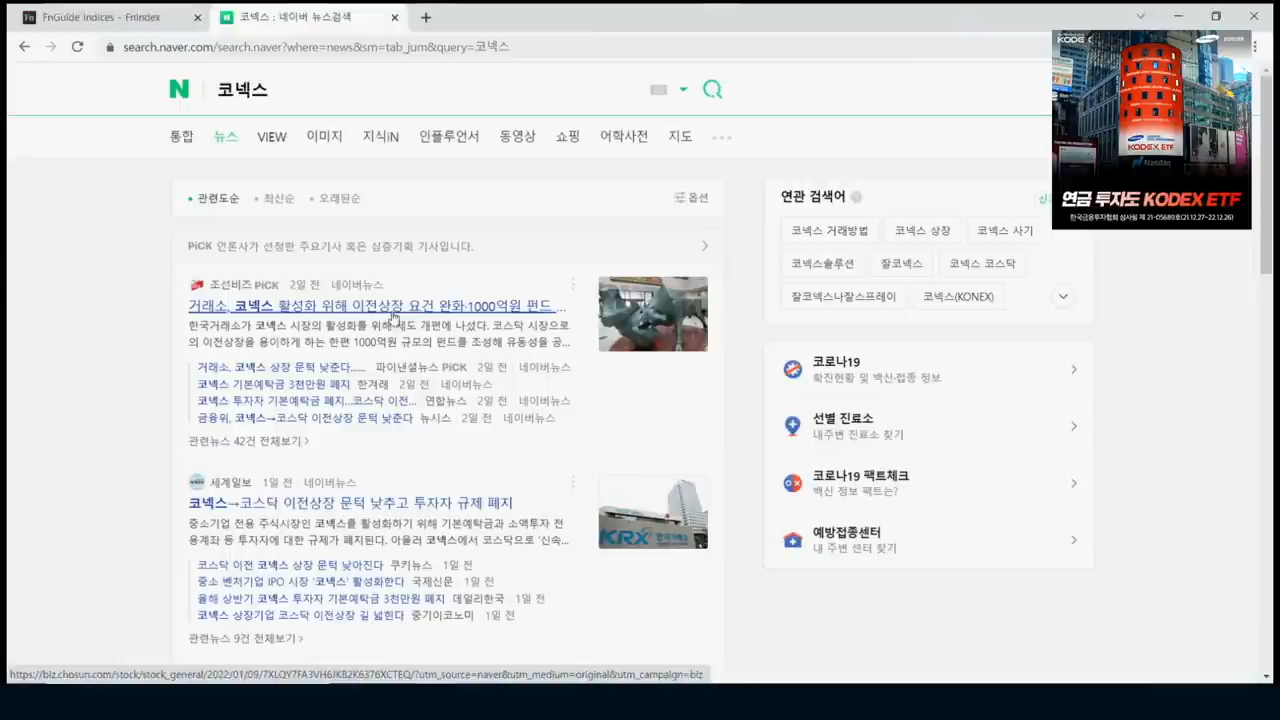 FnGuide Indices - FnIndex
코넥스 : 네이버 뉴스검색
search.naver.com/search.naver?where=news&sm=tab_jum&query=코넥스
N 코넥스
통합 뉴스 VIEW 이미지 지식iN 인플루언서 동영상 쇼핑 어학사전 지도
관련도순 최신순 오래된순 옵션
PiCK 언론사가 선정한 주요기사 혹은 심층기획 기사입니다.
조선비즈 PiCK 2일 전 네이버뉴스
거래소, 코넥스 활성화 위해 이전상장 요건 완화·1000억원 펀드 ...
한국거래소가 코넥스 시장의 활성화를 위해 제도 개편에 나섰다. 코스닥 시장으로
의 이전상장을 용이하게 하는 한편 1000억원 규모의 펀드를 조성해 유동성을 공...
거래소, 코넥스 상장 문턱 낮춘다...... 파이낸셜뉴스 PiCK 2일 전 네이버뉴스
코넥스 기본예탁금 3천만원 폐지 한겨레 2일 전 네이버뉴스
코넥스 투자자 기본예탁금 폐지...코스닥 이전... 연합뉴스 2일 전 네이버뉴스
금융위, 코넥스→코스닥 이전상장 문턱 낮춘다 뉴시스 2일 전 네이버뉴스
관련뉴스 42건 전체보기 >
세계일보 1일 전 네이버뉴스
코넥스→코스닥 이전상장 문턱 낮추고 투자자 규제 폐지
중소기업 전용 주식시장인 코넥스를 활성화하기 위해 기본예탁금과 소액투자 전
용계좌 등 투자자에 대한 규제가 폐지된다. 아울러 코넥스에서 코스닥으로 '신속...
코스닥 이전 코넥스 상장 문턱 낮아진다 쿠키뉴스 1일 전
중소 벤처기업 IPO 시장 '코넥스' 활성화한다 국제신문 1일 전
올해 상반기 코넥스 투자자 기본예탁금 3천만원 폐지 데일리한국 1일 전
코넥스 상장기업 코스닥 이전상장 길 넓힌다 중기이코노미 1일 전
관련뉴스 9건 전체보기 >
KRX 한국거래소
연관 검색어
코넥스 거래방법 코넥스 상장 코넥스 사기
코넥스솔루션 잘코넥스 코넥스 코스닥
잘코넥스나잘스프레이 코넥스(KONEX)
코로나19
확진현황 및 백신·접종 정보
선별 진료소
내주변 진료소 찾기
코로나19 팩트체크
백신 정보 팩트는?
예방접종센터
내 주변 센터 찾기
KODEX ETF
Nasdaq
연금 투자도 KODEX ETF
한국금융투자협회 심사필 제 21-05689호(21.12.27~22.12.26)
https://biz.chosun.com/stock/stock_general/2022/01/09/7XLQY7FA3VH6JKB2K6376XCTEQ/?utm_source=naver&utm_medium=original&utm_campaign=biz